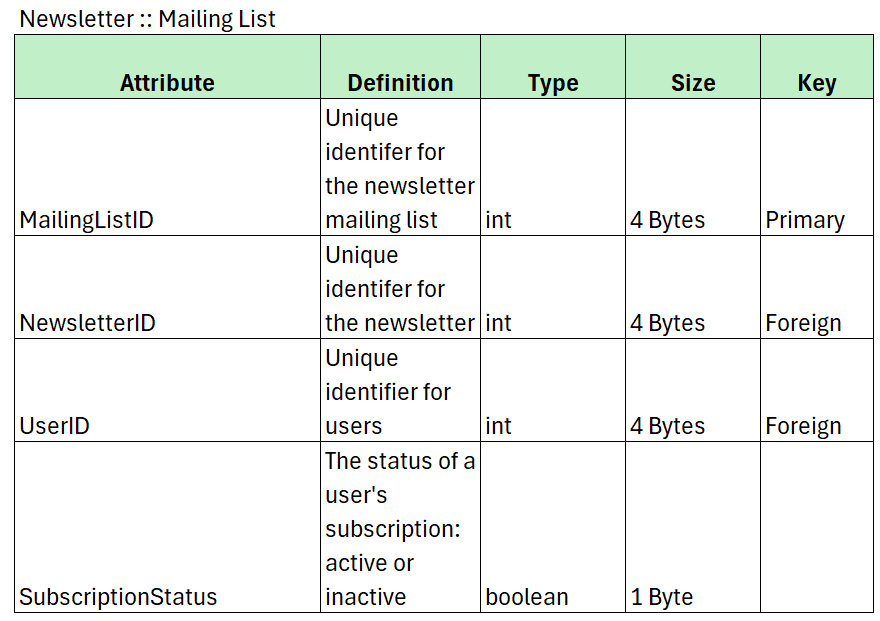 Newsletter :: Mailing List
Attribute Definition Type Size Key
Unique
identifer for
the newsletter
MailingListID mailing list int 4 Bytes Primary
Unique
identifer for
NewsletterID the newsletter int 4 Bytes Foreign
Unique
identifier for
UserID users int 4 Bytes Foreign
The status of a
user's
subscription:
active or
SubscriptionStatus inactive boolean 1 Byte